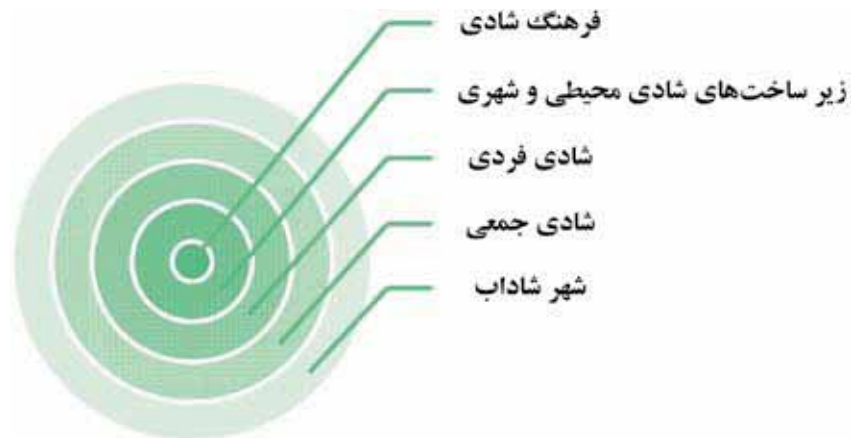 فرهنگ شادی
زیر ساخت‌های شادی محیطی و شهری
شادی فردی
شادی جمعی
شهر شاداب